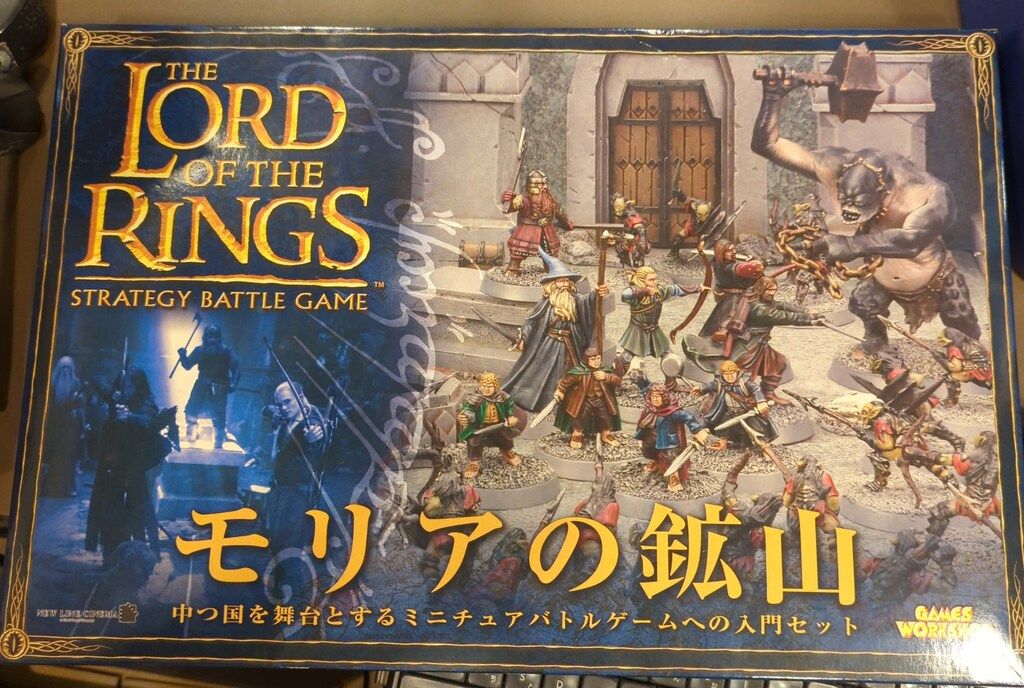 THE
LORD
OF THE
RINGS™
STRATEGY BATTLE GAME
モリアの鉱山
中つ国を舞台とするミニチュアバトルゲームへの入門セット
NEW LINE CINEMA
GAMES